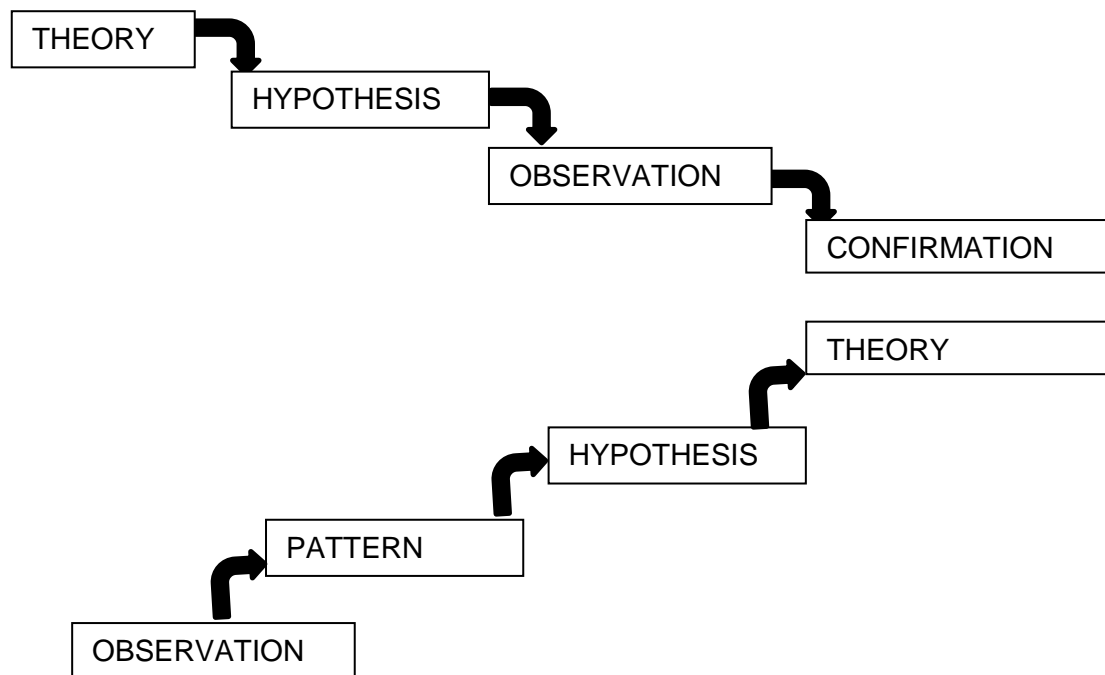 THEORY
HYPOTHESIS
OBSERVATION
CONFIRMATION
THEORY
HYPOTHESIS
PATTERN
OBSERVATION